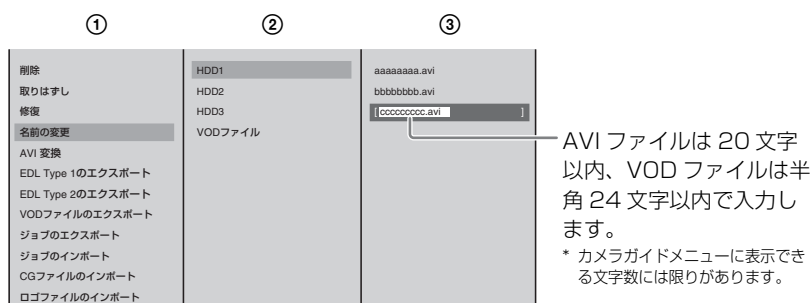 ①
②
③
削除
取りはずし
修復
名前の変更
AVI 変換
EDL Type 1のエクスポート
EDL Type 2のエクスポート
VODファイルのエクスポート
ジョブのエクスポート
ジョブのインポート
CGファイルのインポート
ロゴファイルのインポート
HDD1
HDD2
HDD3
VODファイル
aaaaaaaa.avi
bbbbbbbb.avi
[ccccccccc.avi ]
AVI ファイルは 20 文字
以内、VOD ファイルは半
角 24 文字以内で入力し
ます。
* カメラガイドメニューに表示でき
る文字数には限りがあります。